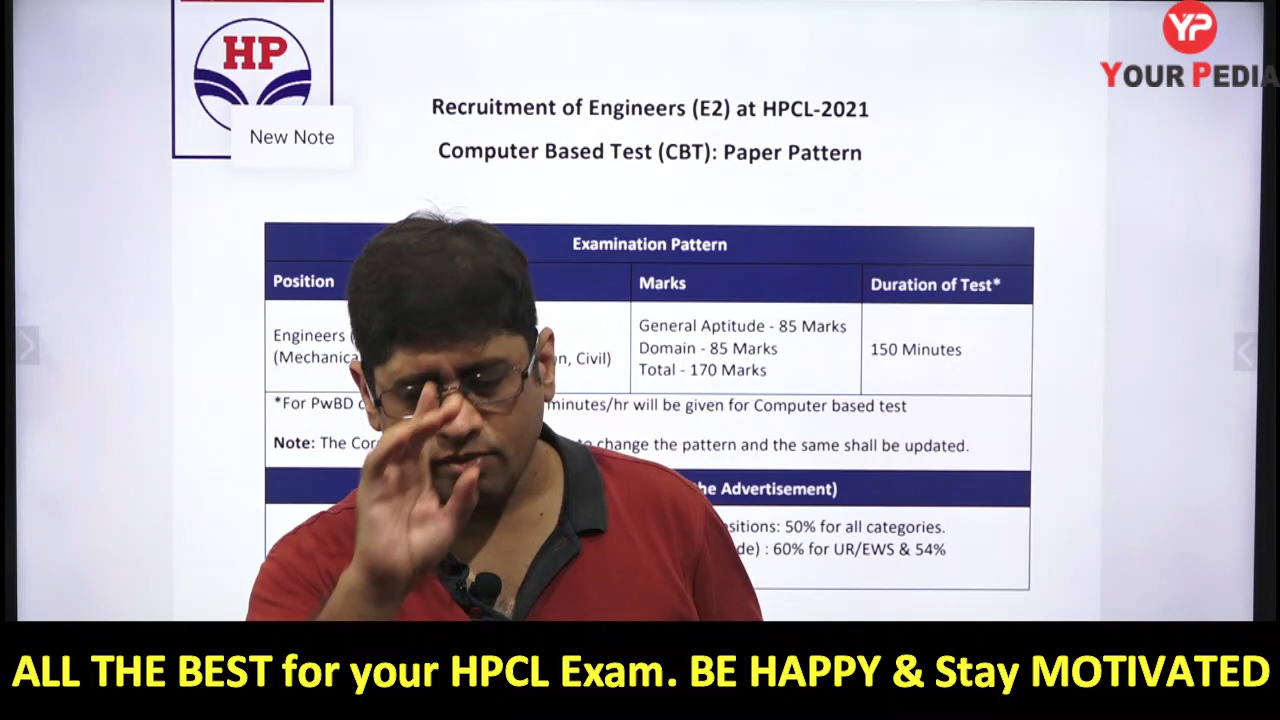 HP
YP
YOUR PEDIA
New Note
Recruitment of Engineers (E2) at HPCL-2021
Computer Based Test (CBT): Paper Pattern
Examination Pattern
Position
Marks
Duration of Test*
Engineers
(Mechanica
n, Civil)
General Aptitude - 85 Marks
Domain - 85 Marks
Total - 170 Marks
150 Minutes
*For PwBD
minutes/hr will be given for Computer based test
Note: The Cor
to change the pattern and the same shall be updated.
he Advertisement)
sitions: 50% for all categories.
de) : 60% for UR/EWS & 54%
ALL THE BEST for your HPCL Exam. BE HAPPY & Stay MOTIVATED